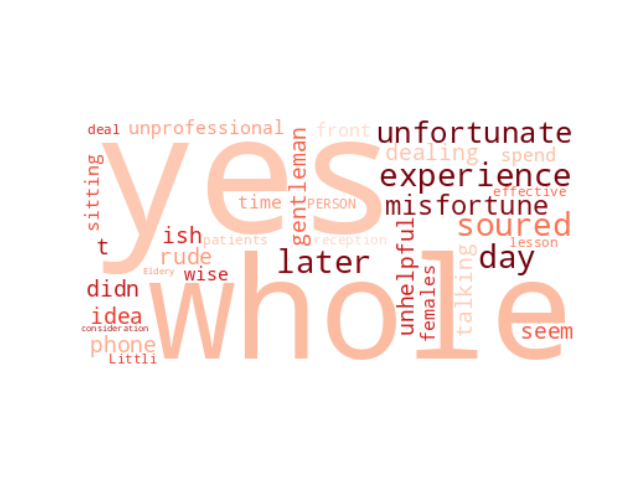 deal unprofessional front unfortunate
yes
sitting
gentleman
dealing spend
experience
effective
time PERSON misfortune
soured
lesson
t ish patients reception
rude later unhelpful females talking day
Eldery wise
didn
whole
idea
consideration
seem
phone
Littli